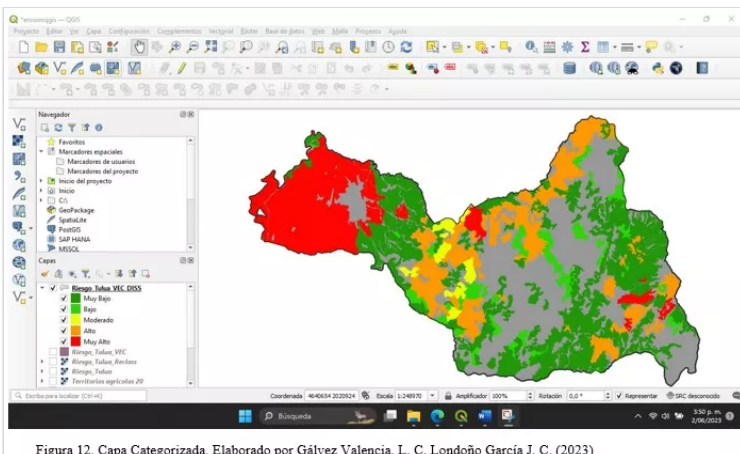 *erosionqgis — QGIS
Proyecto Editar Ver Capa Configuración Complementos Vectorial Ráster Base de datos Web Malla Procesos Ayuda
Navegador
Favoritos
Marcadores espaciales
Marcadores de usuarios
Marcadores del proyecto
Inicio del proyecto
Inicio
C:\
GeoPackage
SpatiaLite
PostGIS
SAP HANA
MSSQL
Capas
Riesgo_Tulua_VEC_DISS
Muy Bajo
Bajo
Moderado
Alto
Muy Alto
Riesgo_Tulua_VEC
Riesgo_Tulua_Reclass
Riesgo_Tulua
Territorios agrícolas 20
Escriba para localizar (Ctrl+K)
Coordenada 4640654 2020924 Escala 1:248970 Amplificador 100% Rotación 0,0 ° Representar SRC desconocido
Búsqueda
3:50 p. m.
2/06/2023
Figura 12. Capa Categorizada. Elaborado por Gálvez Valencia, L. C, Londoño García J. C. (2023)